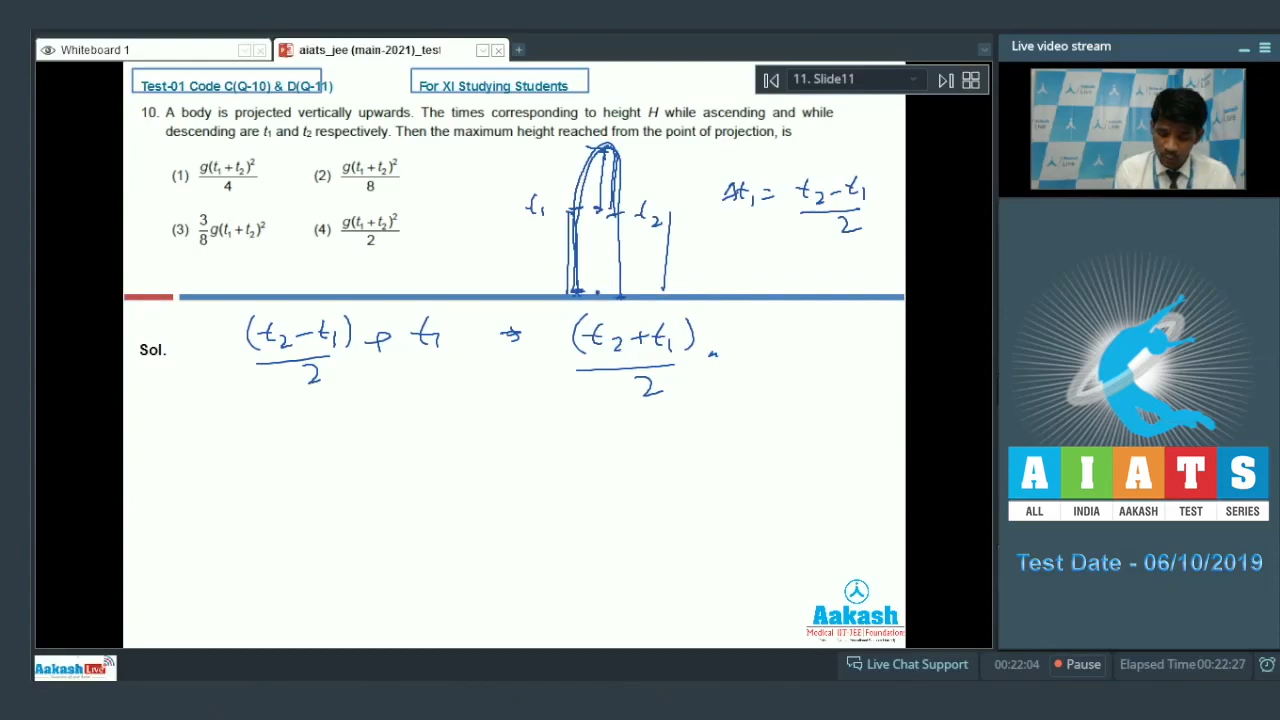 Whiteboard 1
aiats_jee (main-2021)_test
Live video stream
Test-01 Code C(Q-10) & D(Q-11)
For XI Studying Students
11. Slide11
10. A body is projected vertically upwards. The times corresponding to height H while ascending and while
descending are t₁ and t₂ respectively. Then the maximum height reached from the point of projection, is
(1) g(t₁ + t₂)²/4
(2) g(t₁ + t₂)²/8
(3) 3/8 g(t₁ + t₂)²
(4) g(t₁ + t₂)²/2
t₁
t₂
Δt₁ = (t₂ - t₁)/2
Sol.
(t₂ - t₁)/2 + t₁ → (t₂ + t₁)/2
AAKASH LIVE
AIATS
ALL INDIA AAKASH TEST SERIES
Test Date - 06/10/2019
Aakash
Medical IIT-JEE Foundations
Aakash Live
Live Chat Support
00:22:04
Pause
Elapsed Time 00:22:27